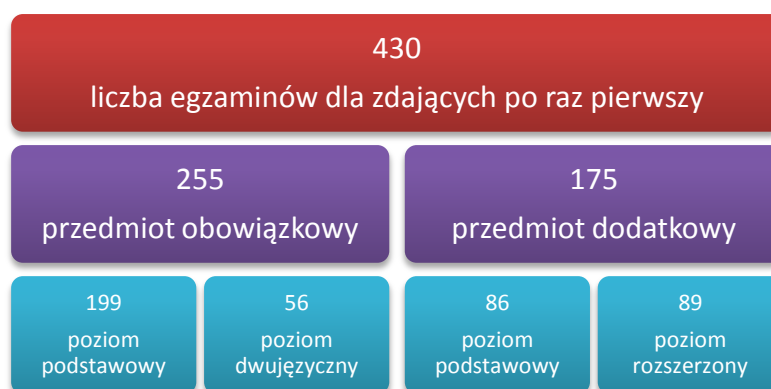 430
liczba egzaminów dla zdających po raz pierwszy
255
przedmiot obowiązkowy
175
przedmiot dodatkowy
199
poziom
podstawowy
56
poziom
dwujęzyczny
86
poziom
podstawowy
89
poziom
rozszerzony